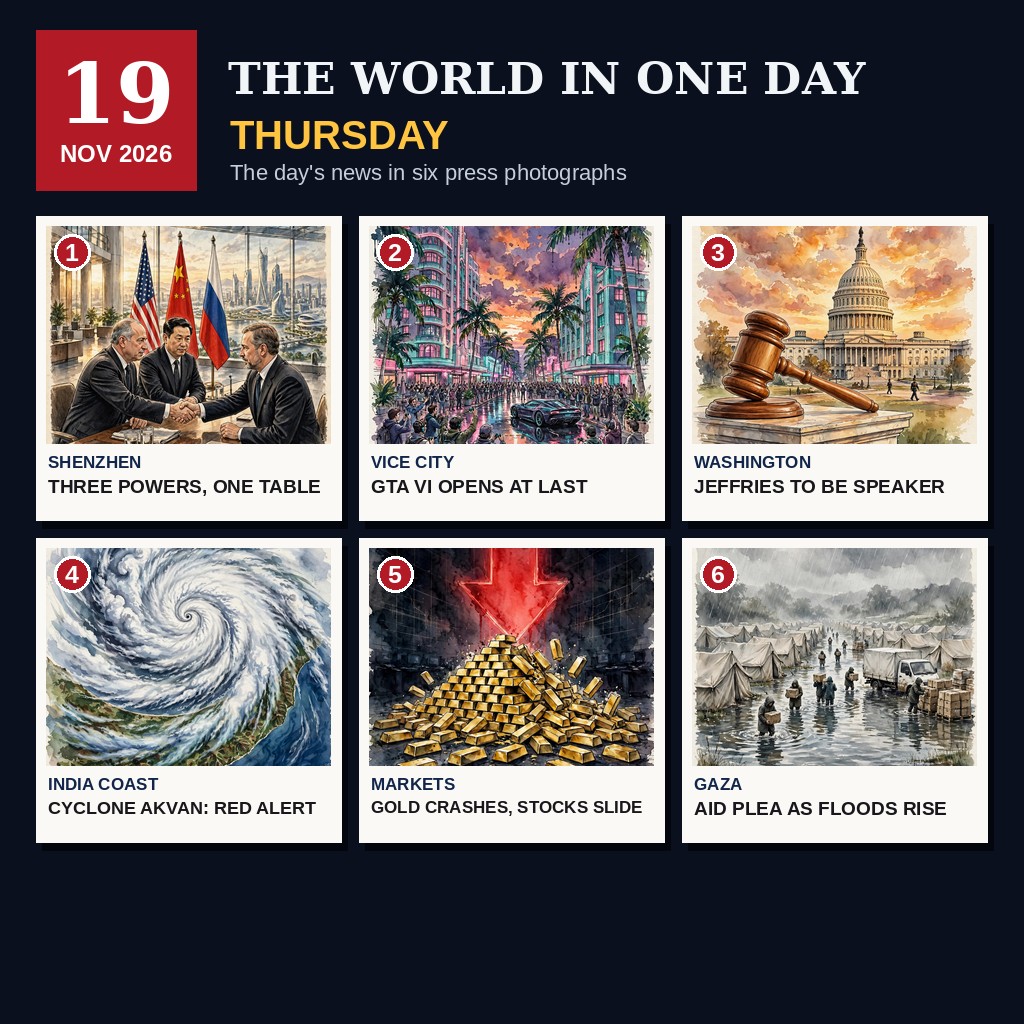 19
NOV 2026
THE WORLD IN ONE DAY
THURSDAY
The day's news in six press photographs
1
SHENZHEN
THREE POWERS, ONE TABLE
2
VICE CITY
GTA VI OPENS AT LAST
3
WASHINGTON
JEFFRIES TO BE SPEAKER
4
INDIA COAST
CYCLONE AKVAN: RED ALERT
5
MARKETS
GOLD CRASHES, STOCKS SLIDE
6
GAZA
AID PLEA AS FLOODS RISE